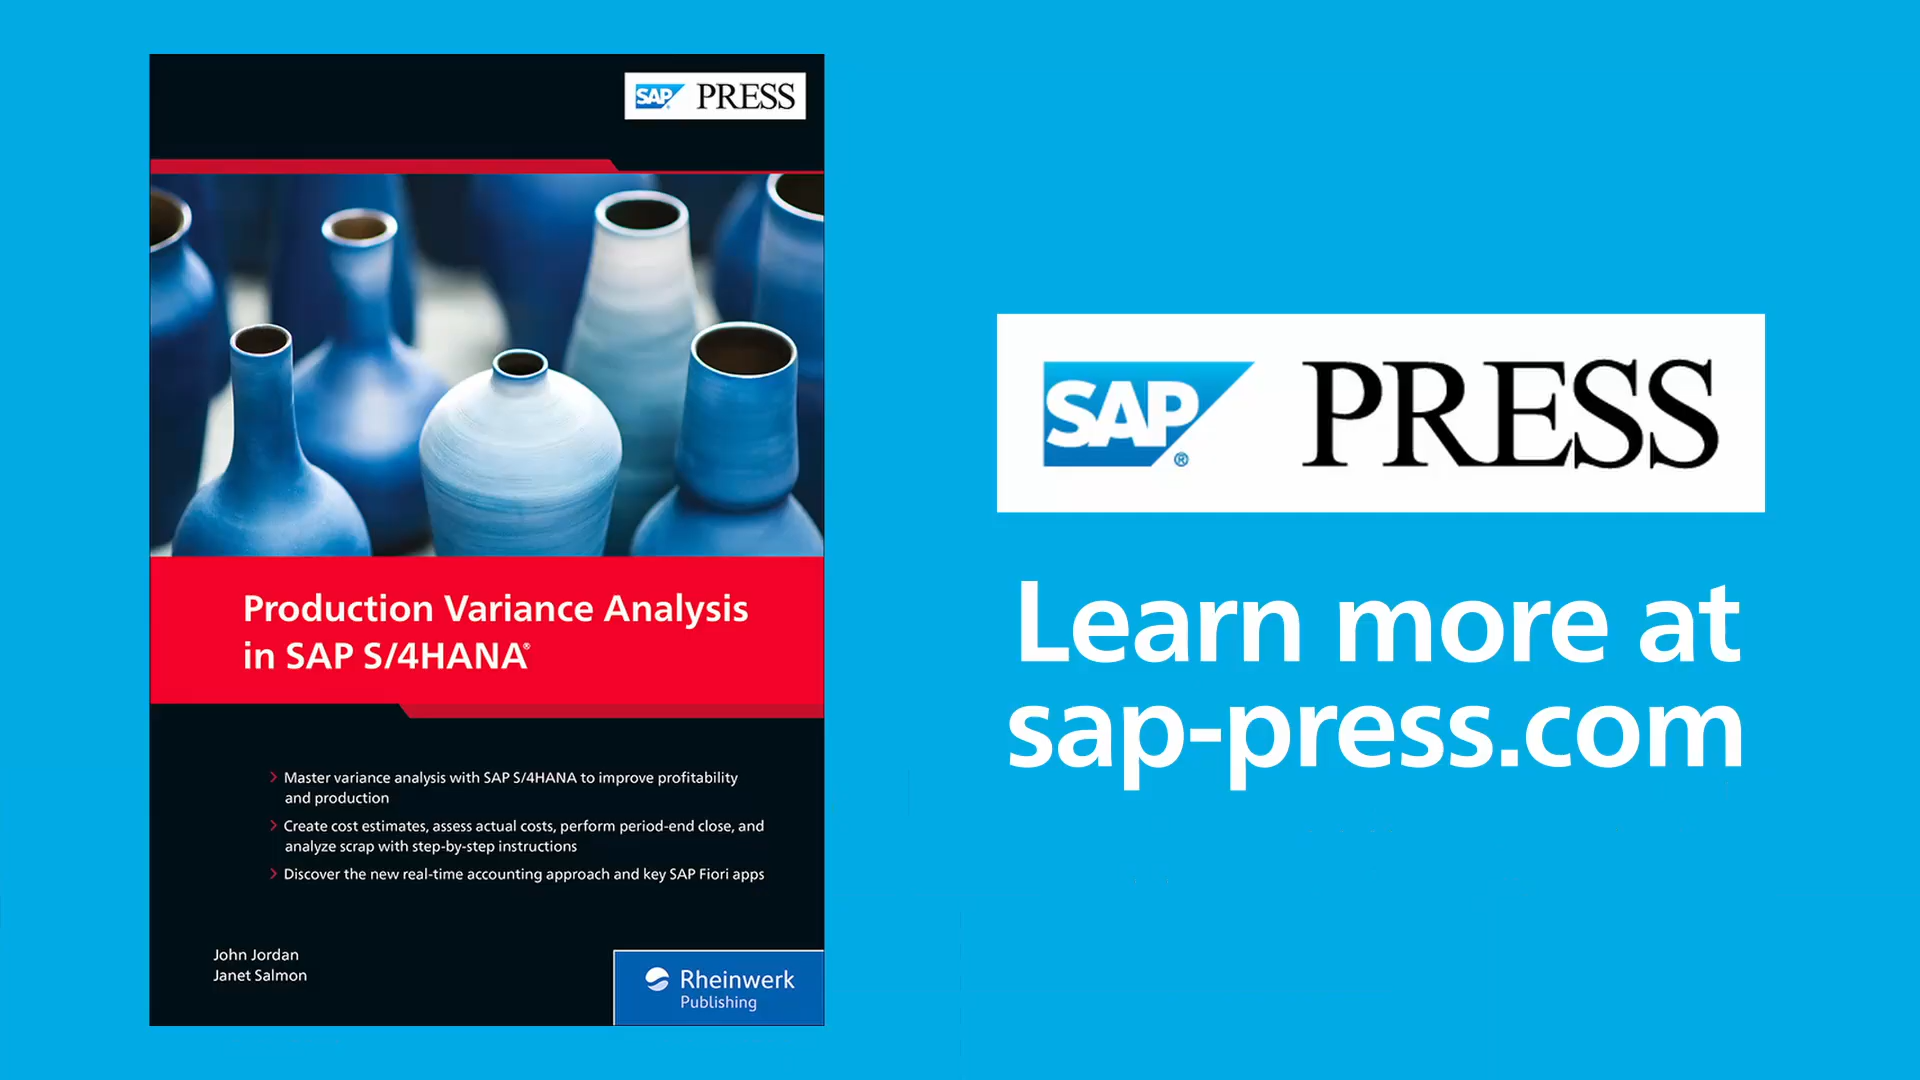 SAP® PRESS
Production Variance Analysis
in SAP S/4HANA®
› Master variance analysis with SAP S/4HANA to improve profitability
and production
› Create cost estimates, assess actual costs, perform period-end close, and
analyze scrap with step-by-step instructions
› Discover the new real-time accounting approach and key SAP Fiori apps
John Jordan
Janet Salmon
Rheinwerk
Publishing
SAP® PRESS
Learn more at
sap-press.com